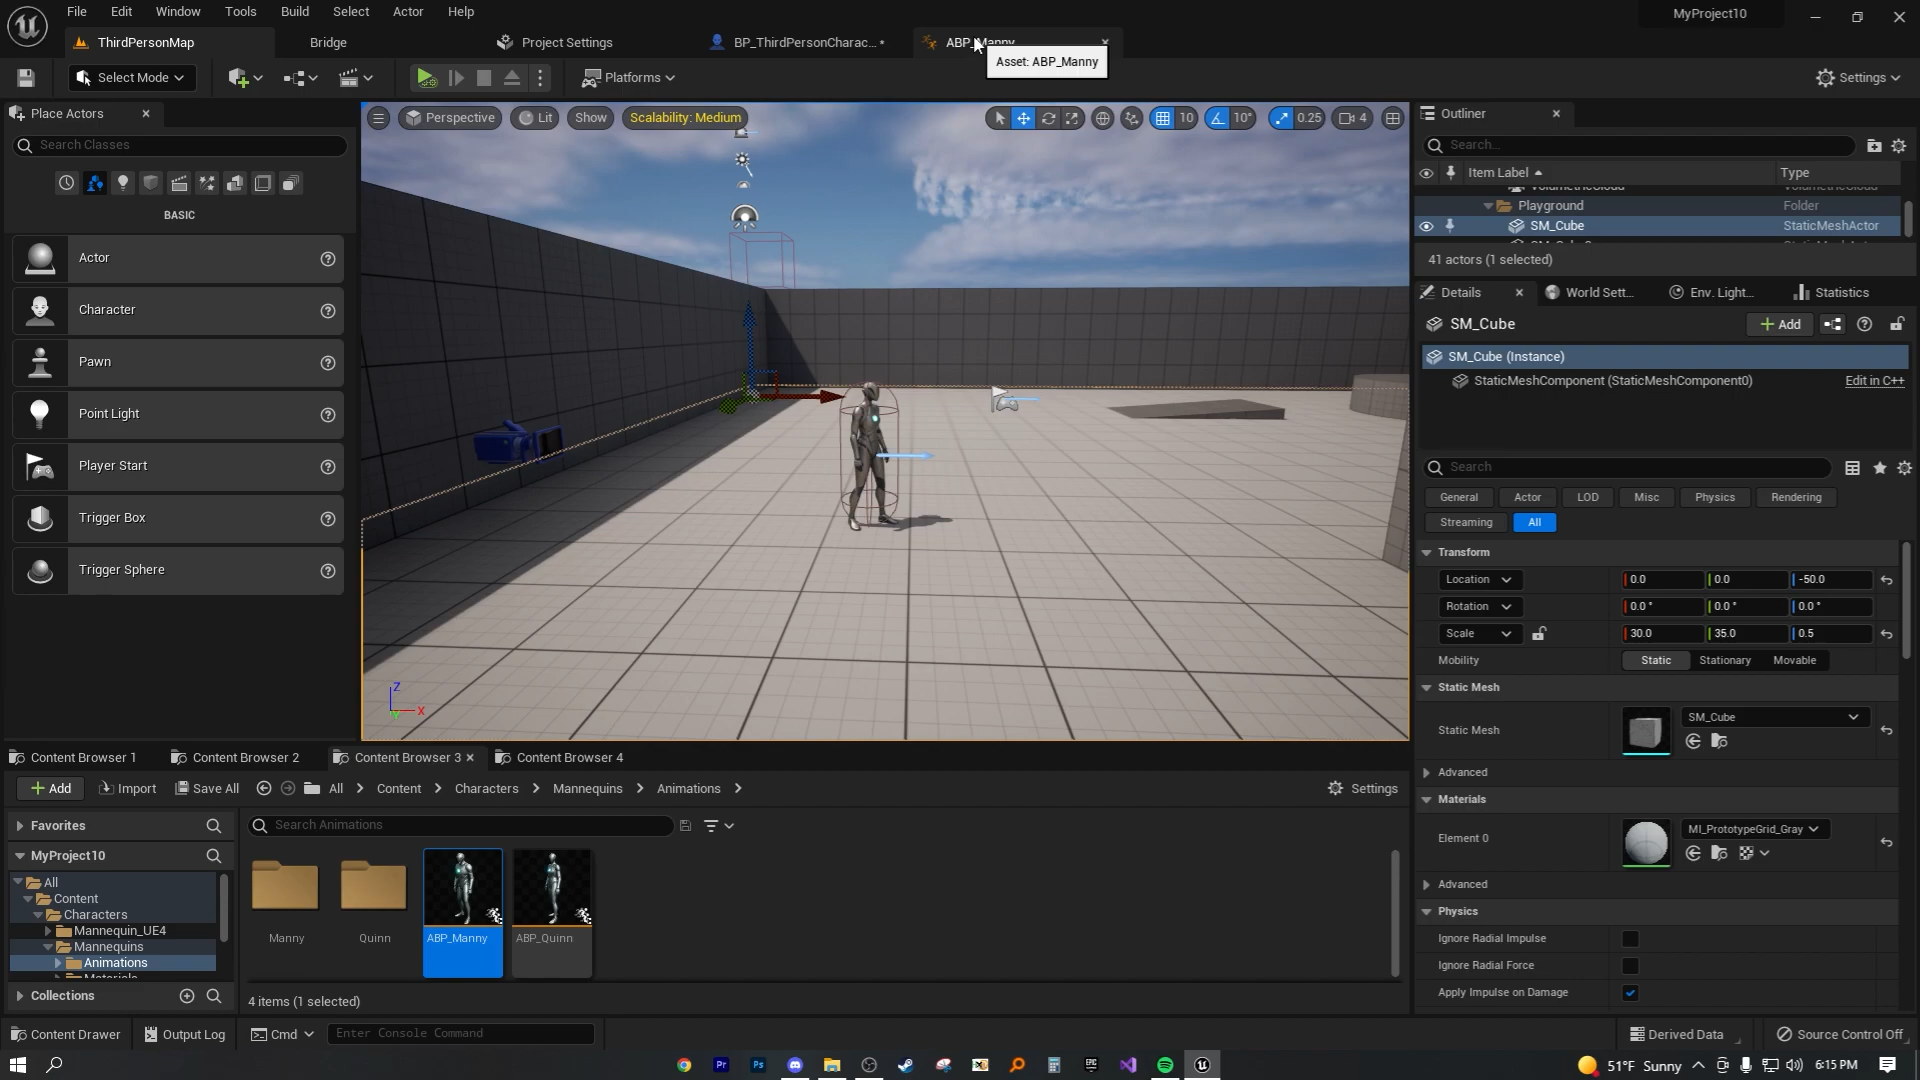 File Edit Window Tools Build Select Actor Help
MyProject10
ThirdPersonMap
Bridge
Project Settings
BP_ThirdPersonCharac... *
ABP_Manny
Asset: ABP_Manny
Select Mode
Platforms
Settings
Place Actors
Search Classes
BASIC
Actor
Character
Pawn
Point Light
Player Start
Trigger Box
Trigger Sphere
Perspective
Lit
Show
Scalability: Medium
10
10°
0.25
4
Z
X
Outliner
Search...
Item Label
Type
VolumetricCloud
Playground Folder
SM_Cube StaticMeshActor
41 actors (1 selected)
Details
World Sett...
Env. Light...
Statistics
SM_Cube
Add
SM_Cube (Instance)
StaticMeshComponent (StaticMeshComponent0) Edit in C++
Search
General Actor LOD Misc Physics Rendering
Streaming All
Transform
Location 0.0 0.0 -50.0
Rotation 0.0 ° 0.0 ° 0.0 °
Scale 30.0 35.0 0.5
Mobility Static Stationary Movable
Static Mesh
Static Mesh SM_Cube
Advanced
Materials
Element 0 MI_PrototypeGrid_Gray
Advanced
Physics
Ignore Radial Impulse
Ignore Radial Force
Apply Impulse on Damage
Content Browser 1
Content Browser 2
Content Browser 3
Content Browser 4
Add Import Save All All Content Characters Mannequins Animations Settings
Favorites
Search Animations
MyProject10
All
Content
Characters
Mannequin_UE4
Mannequins
Animations
Materials
Collections
Manny
Quinn
ABP_Manny
ABP_Quinn
4 items (1 selected)
Content Drawer
Output Log
Cmd
Enter Console Command
Derived Data
Source Control Off
Pr
Ps
51°F Sunny
6:15 PM